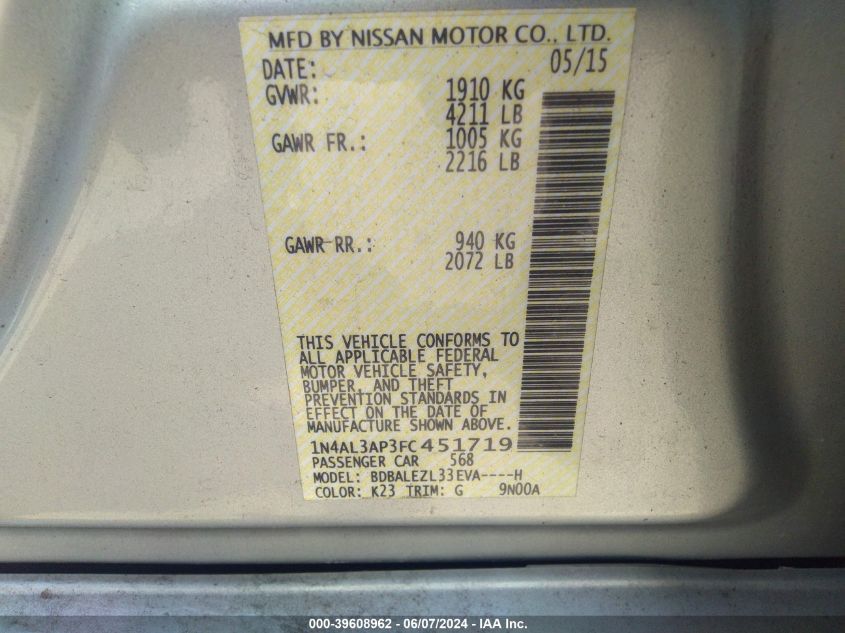 MFD BY NISSAN MOTOR CO., LTD.
DATE: 05/15
GVWR: 1910 KG
4211 LB
GAWR FR.: 1005 KG
2216 LB
GAWR RR.: 940 KG
2072 LB
THIS VEHICLE CONFORMS TO
ALL APPLICABLE FEDERAL
MOTOR VEHICLE SAFETY,
BUMPER, AND THEFT
PREVENTION STANDARDS IN
EFFECT ON THE DATE OF
MANUFACTURE SHOWN ABOVE.
1N4AL3AP3FC451719
PASSENGER CAR 568
MODEL: BDBALEZL33EVA----H
COLOR: K23 TRIM: G 9N00A
000-39608962 - 06/07/2024 - IAA Inc.